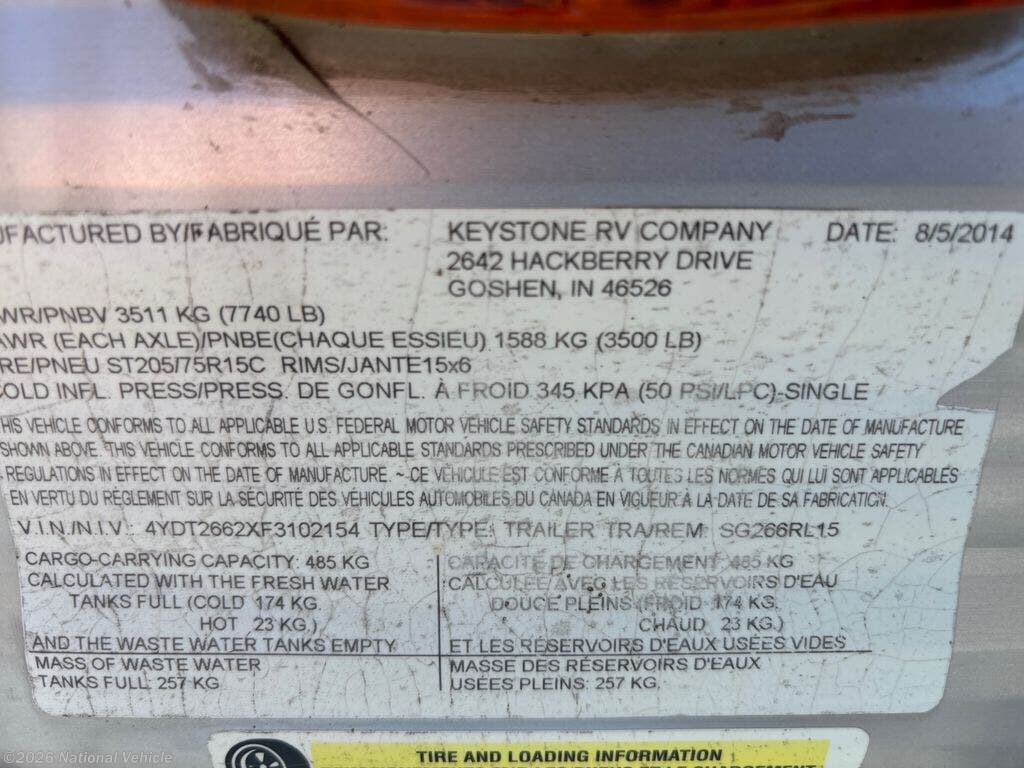 UFACTURED BY/FABRIQUÉ PAR: KEYSTONE RV COMPANY DATE: 8/5/2014
2642 HACKBERRY DRIVE
GOSHEN, IN 46526
WR/PNBV 3511 KG (7740 LB)
AWR (EACH AXLE)/PNBE(CHAQUE ESSIEU) 1588 KG (3500 LB)
RE/PNEU ST205/75R15C RIMS/JANTE15x6
COLD INFL. PRESS/PRESS. DE GONFL. À FROID 345 KPA (50 PSI/LPC)-SINGLE
THIS VEHICLE CONFORMS TO ALL APPLICABLE U.S. FEDERAL MOTOR VEHICLE SAFETY STANDARDS IN EFFECT ON THE DATE OF MANUFACTURE
SHOWN ABOVE. THIS VEHICLE CONFORMS TO ALL APPLICABLE STANDARDS PRESCRIBED UNDER THE CANADIAN MOTOR VEHICLE SAFETY
REGULATIONS IN EFFECT ON THE DATE OF MANUFACTURE. ~ CE VÉHICULE EST CONFORME À TOUTES LES NORMES QUI LUI SONT APPLICABLES
EN VERTU DU RÈGLEMENT SUR LA SÉCURITÉ DES VÉHICULES AUTOMOBILES DU CANADA EN VIGUEUR À LA DATE DE SA FABRICATION.
V.I.N./N.I.V.: 4YDT2662XF3102154 TYPE/TYPE: TRAILER TRA/REM SG266RL15
CARGO-CARRYING CAPACITY: 485 KG
CALCULATED WITH THE FRESH WATER
TANKS FULL (COLD 174 KG.
HOT 23 KG.)
AND THE WASTE WATER TANKS EMPTY
MASS OF WASTE WATER
TANKS FULL: 257 KG
CAPACITE DE CHARGEMENT: 485 KG
CALCULÉE AVEC LES RÉSERVOIRS D'EAU
DOUCE PLEINS (FROID 174 KG.
CHAUD 23 KG.)
ET LES RÉSERVOIRS D'EAUX USÉES VIDES
MASSE DES RÉSERVOIRS D'EAUX
USÉES PLEINS: 257 KG.
TIRE AND LOADING INFORMATION
©2026 National Vehicle